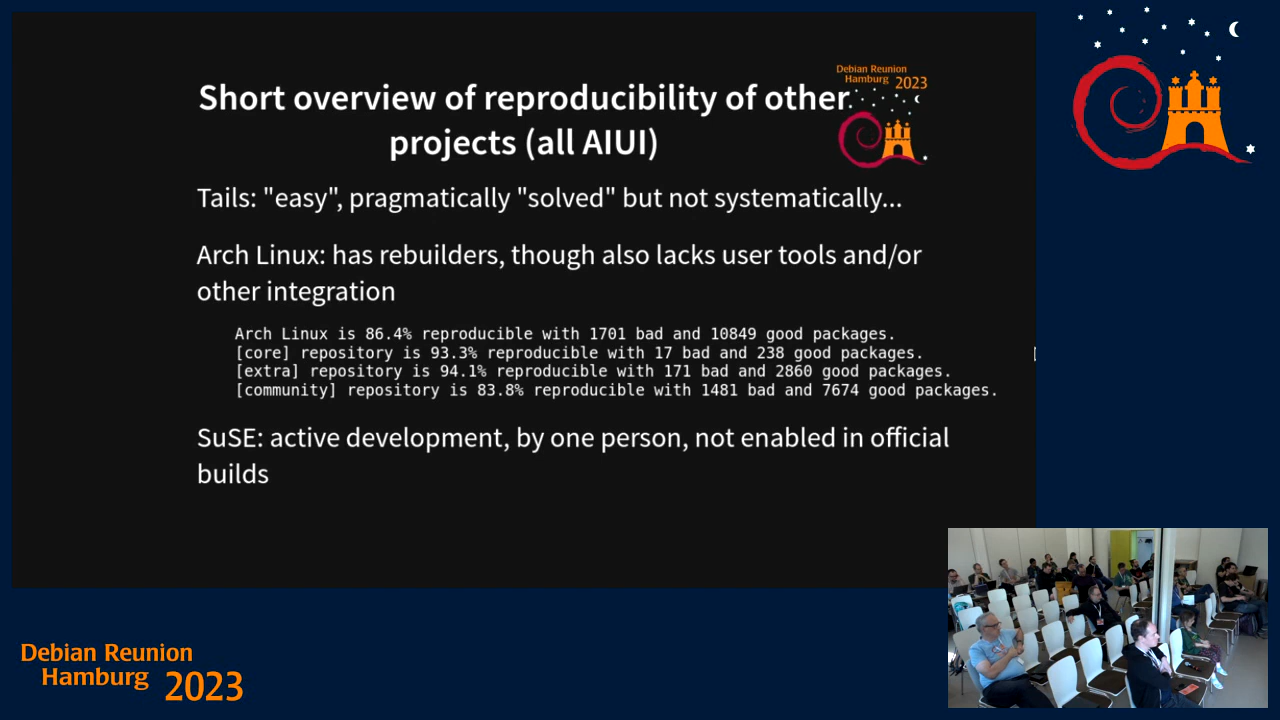 Debian Reunion
Hamburg 2023
Short overview of reproducibility of other
projects (all AIUI)
Tails: "easy", pragmatically "solved" but not systematically...
Arch Linux: has rebuilders, though also lacks user tools and/or
other integration
Arch Linux is 86.4% reproducible with 1701 bad and 10849 good packages.
[core] repository is 93.3% reproducible with 17 bad and 238 good packages.
[extra] repository is 94.1% reproducible with 171 bad and 2860 good packages.
[community] repository is 83.8% reproducible with 1481 bad and 7674 good packages.
SuSE: active development, by one person, not enabled in official
builds
Debian Reunion
Hamburg 2023